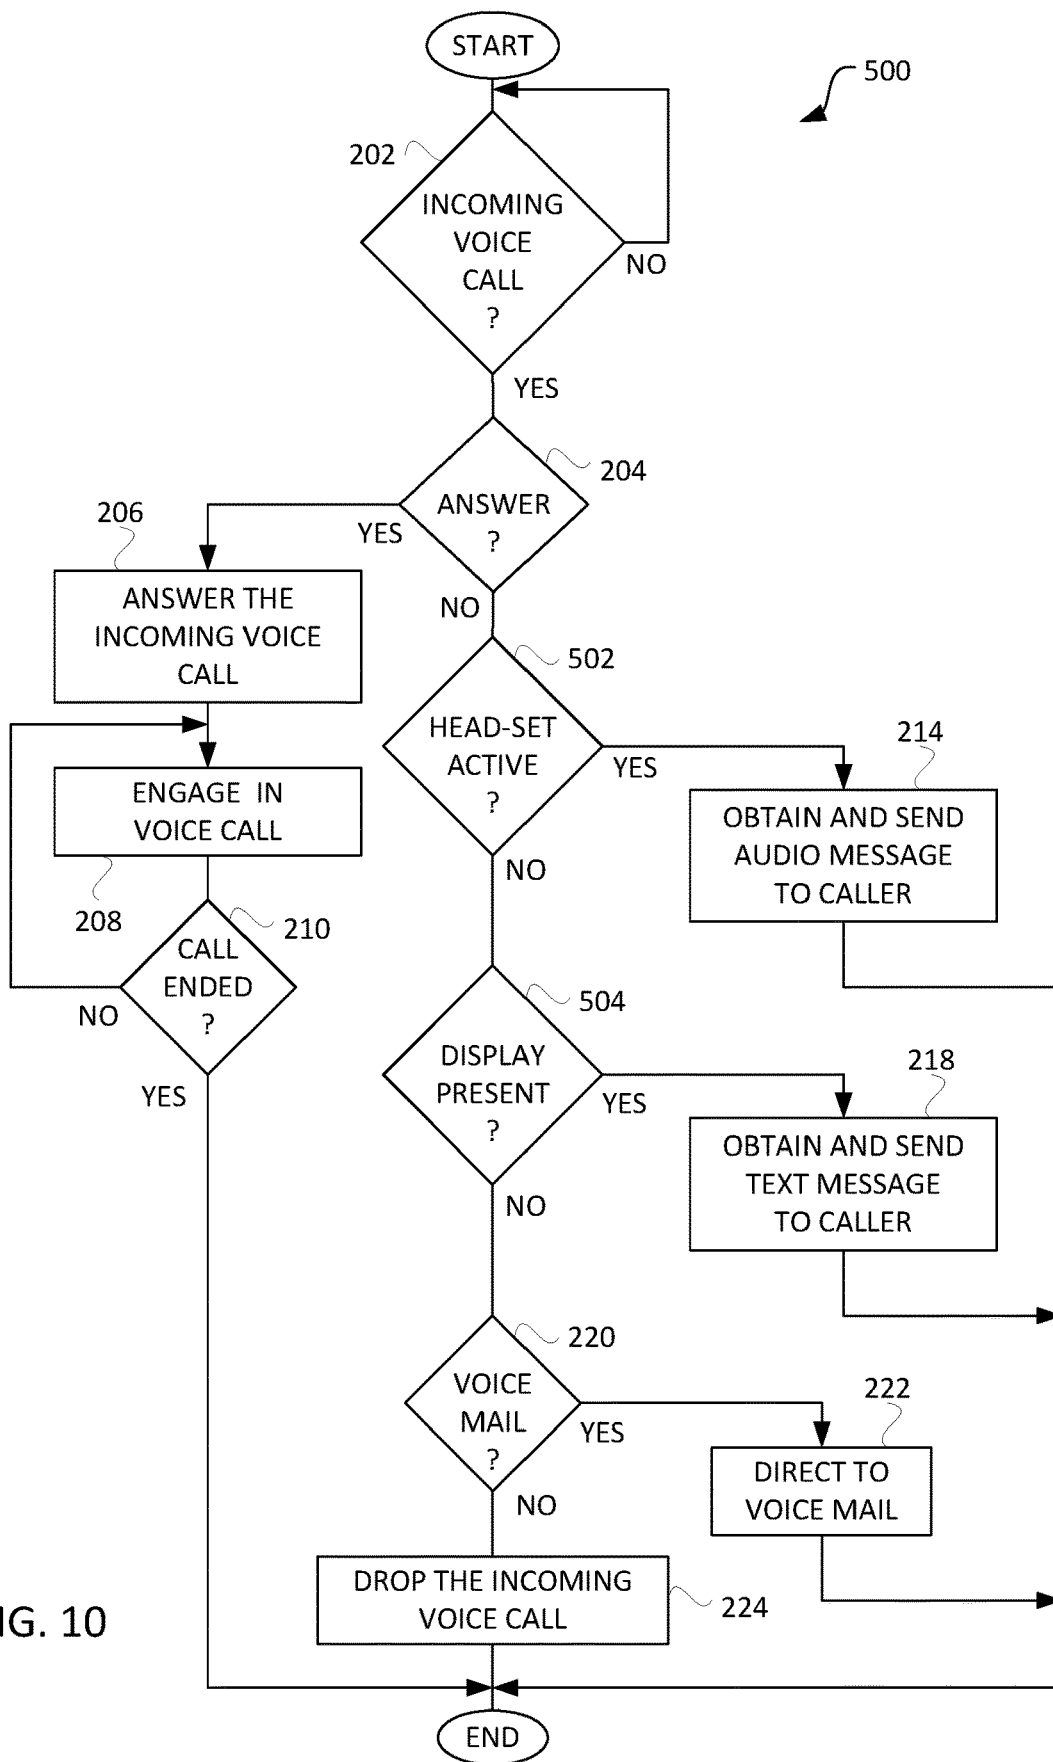 START
500
202
INCOMING
VOICE
CALL
?
NO
YES
204
ANSWER
?
YES
NO
206
ANSWER THE
INCOMING VOICE
CALL
502
HEAD-SET
ACTIVE
?
YES
NO
214
OBTAIN AND SEND
AUDIO MESSAGE
TO CALLER
ENGAGE IN
VOICE CALL
208
210
CALL
ENDED
?
NO
YES
504
DISPLAY
PRESENT
?
YES
NO
218
OBTAIN AND SEND
TEXT MESSAGE
TO CALLER
220
VOICE
MAIL
?
YES
NO
222
DIRECT TO
VOICE MAIL
DROP THE INCOMING
VOICE CALL
224
IG. 10
END